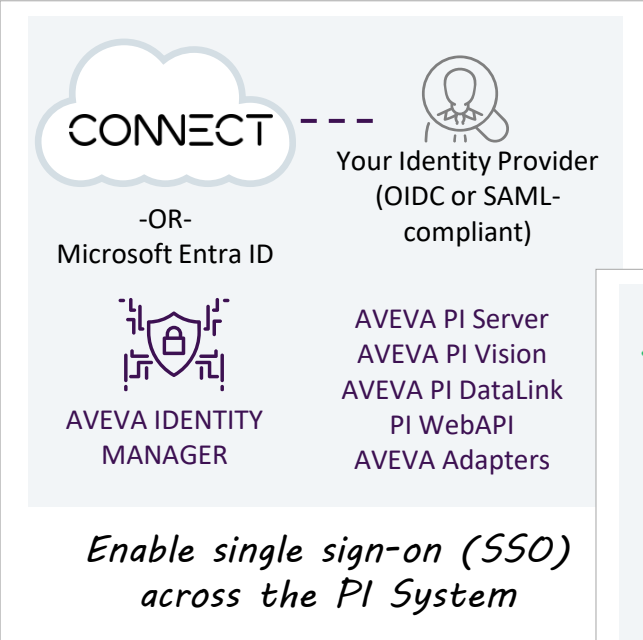 CONNECT
Your Identity Provider
(OIDC or SAML-
compliant)
-OR-
Microsoft Entra ID
AVEVA IDENTITY
MANAGER
AVEVA PI Server
AVEVA PI Vision
AVEVA PI DataLink
PI WebAPI
AVEVA Adapters
Enable single sign-on (SSO)
across the PI System